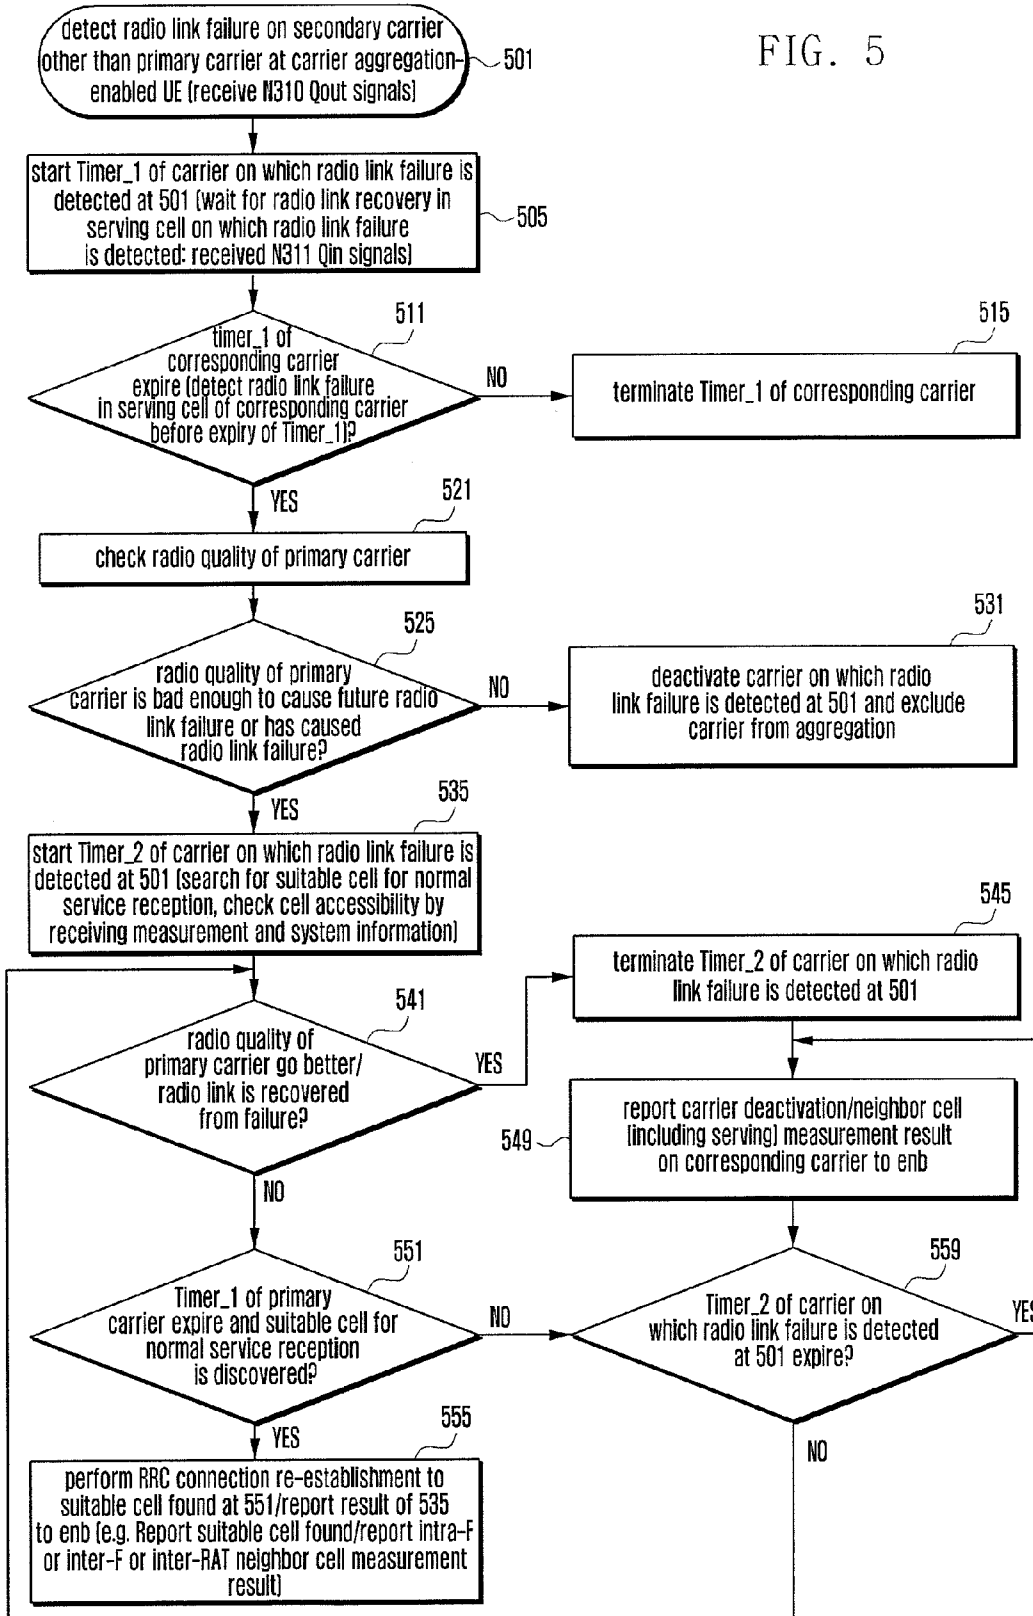 FIG. 5
detect radio link failure on secondary carrier
other than primary carrier at carrier aggregation-
enabled UE (receive N310 Qout signals)
501
start Timer_1 of carrier on which radio link failure is
detected at 501 (wait for radio link recovery in
serving cell on which radio link failure
is detected: received N311 Qin signals)
505
511
timer_1 of
corresponding carrier
expire (detect radio link failure
in serving cell of corresponding carrier
before expiry of Timer_1)?
NO
515
terminate Timer_1 of corresponding carrier
YES
521
check radio quality of primary carrier
525
radio quality of primary
carrier is bad enough to cause future radio
link failure or has caused
radio link failure?
NO
531
deactivate carrier on which radio
link failure is detected at 501 and exclude
carrier from aggregation
YES
535
start Timer_2 of carrier on which radio link failure is
detected at 501 (search for suitable cell for normal
service reception, check cell accessibility by
receiving measurement and system information)
541
radio quality of
primary carrier go better/
radio link is recovered
from failure?
YES
545
terminate Timer_2 of carrier on which radio
link failure is detected at 501
549
report carrier deactivation/neighbor cell
(including serving) measurement result
on corresponding carrier to enb
NO
551
Timer_1 of primary
carrier expire and suitable cell for
normal service reception
is discovered?
NO
559
Timer_2 of carrier on
which radio link failure is detected
at 501 expire?
YES
NO
YES
555
perform RRC connection re-establishment to
suitable cell found at 551/report result of 535
to enb (e.g. Report suitable cell found/report intra-F
or inter-F or inter-RAT neighbor cell measurement
result)